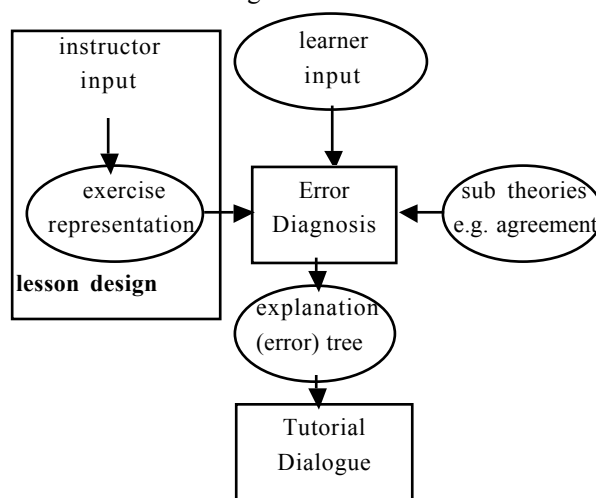 instructor
input
learner
input
exercise
representation
Error
Diagnosis
sub theories
e.g. agreement
lesson design
explanation
(error) tree
Tutorial
Dialogue